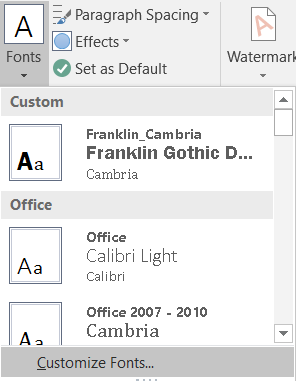 A
Fonts
Paragraph Spacing
Effects
Set as Default
A
Watermark
Custom
Aa
Franklin_Cambria
Franklin Gothic D...
Cambria
Office
Aa
Office
Calibri Light
Calibri
Aa
Office 2007 - 2010
Cambria
Customize Fonts...